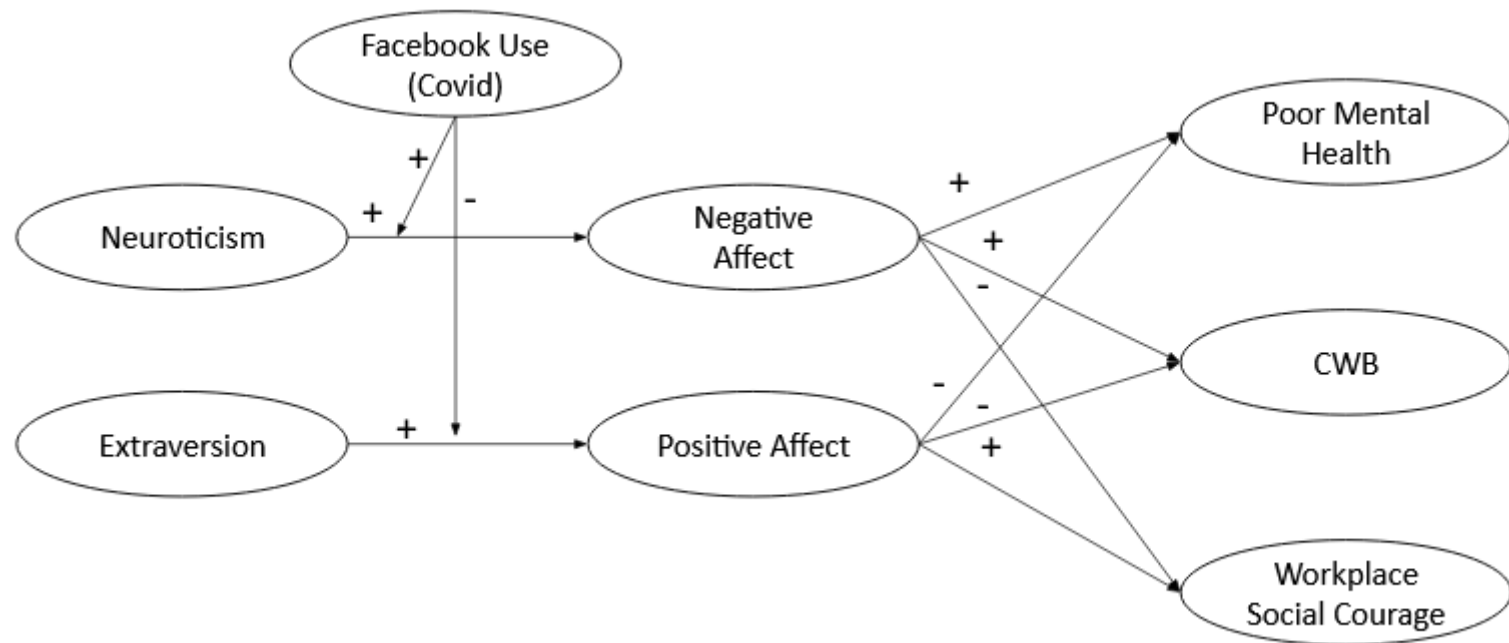 Facebook Use
(Covid)
Poor Mental
Health
+
+
+
-
Neuroticism
+
Negative
Affect
+
-
CWB
Extraversion
+
Positive Affect
-
-
+
Workplace
Social Courage